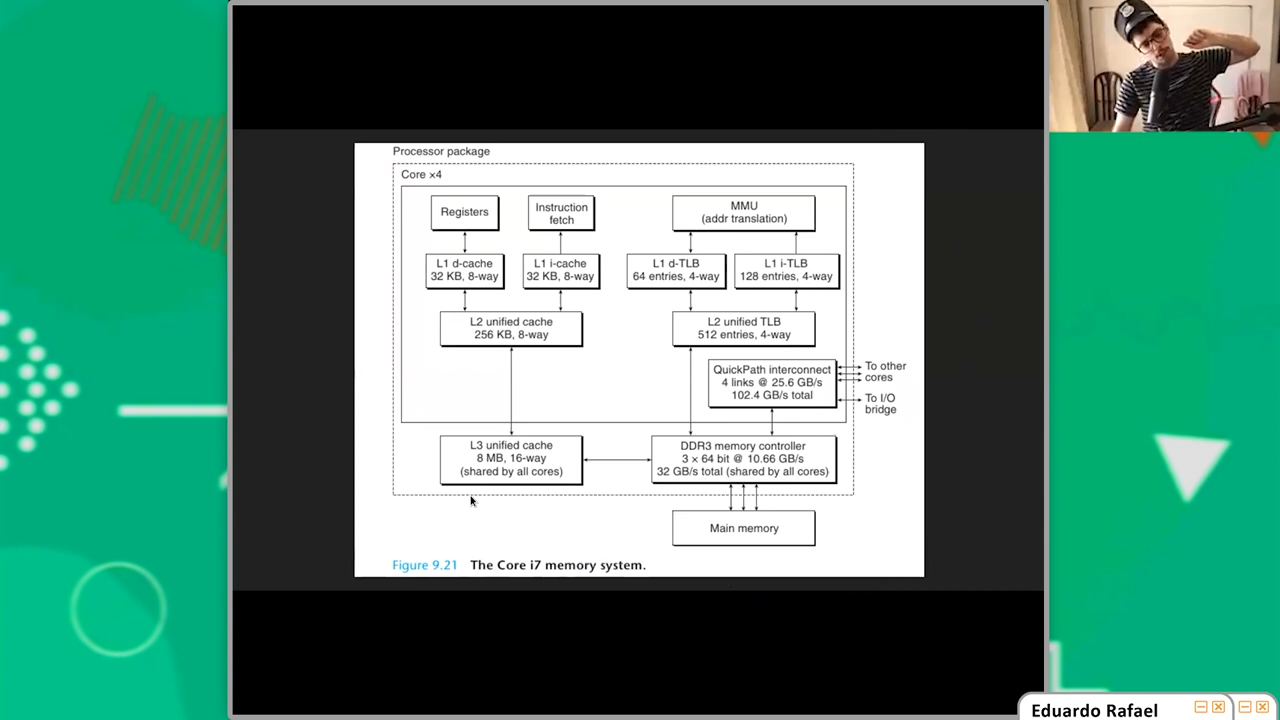 Processor package
Core ×4
Registers
Instruction
fetch
MMU
(addr translation)
L1 d-cache
32 KB, 8-way
L1 i-cache
32 KB, 8-way
L1 d-TLB
64 entries, 4-way
L1 i-TLB
128 entries, 4-way
L2 unified cache
256 KB, 8-way
L2 unified TLB
512 entries, 4-way
QuickPath interconnect
4 links @ 25.6 GB/s
102.4 GB/s total
To other
cores
To I/O
bridge
L3 unified cache
8 MB, 16-way
(shared by all cores)
DDR3 memory controller
3 × 64 bit @ 10.66 GB/s
32 GB/s total (shared by all cores)
Main memory
Figure 9.21 The Core i7 memory system.
Eduardo Rafael